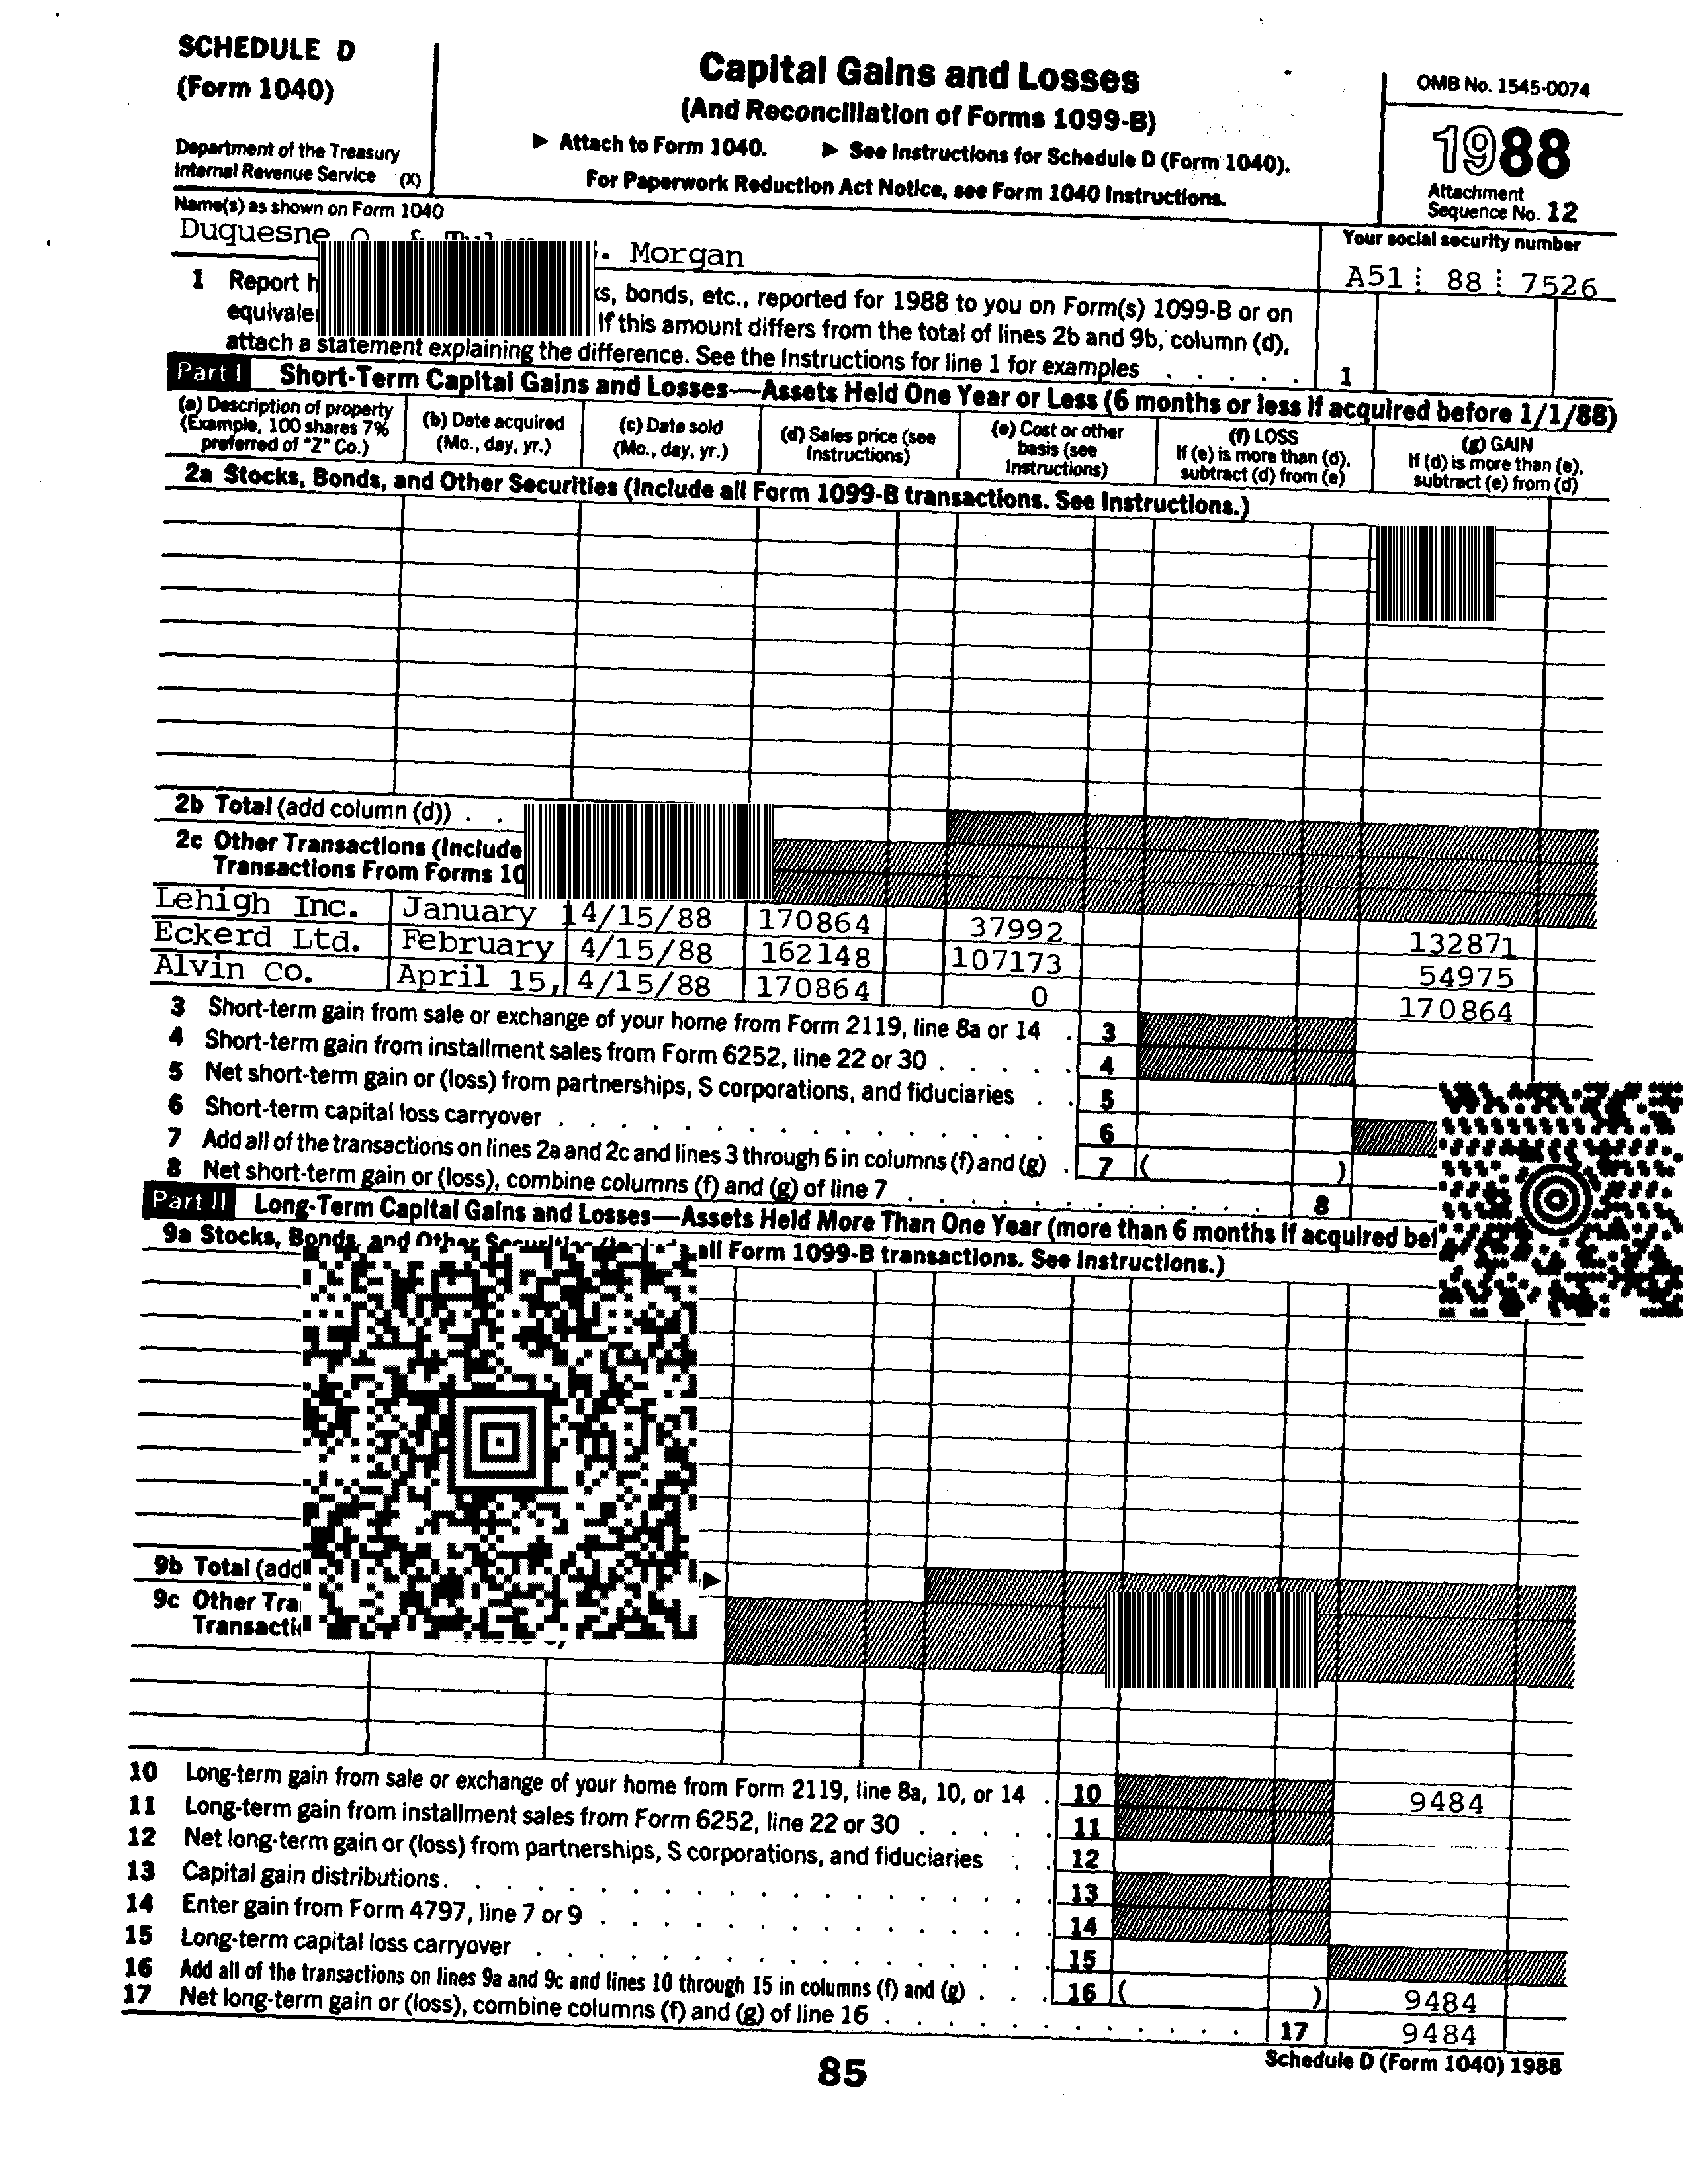 SCHEDULE D
(Form 1040)
Department of the Treasury
Internal Revenue Service (X)
Capital Gains and Losses
(And Reconciliation of Forms 1099-B)
▶ Attach to Form 1040. ▶ See Instructions for Schedule D (Form 1040).
For Paperwork Reduction Act Notice, see Form 1040 Instructions.
OMB No. 1545-0074
1988
Attachment
Sequence No. 12
Name(s) as shown on Form 1040
Duquesne . Morgan
Your social security number
A51 88 7526
1 Report
bonds, etc., reported for 1988 to you on Form(s) 1099-B or on
If this amount differs from the total of lines 2b and 9b, column (d),
attach a statement explaining the difference. See the Instructions for line 1 for examples . . . . . 1
Part I Short-Term Capital Gains and Losses—Assets Held One Year or Less (6 months or less if acquired before 1/1/88)
(a) Description of property (Example, 100 shares 7% preferred of "Z" Co.)
(b) Date acquired (Mo., day, yr.)
(c) Date sold (Mo., day, yr.)
(d) Sales price (see Instructions)
(e) Cost or other basis (see Instructions)
(f) LOSS If (e) is more than (d), subtract (d) from (e)
(g) GAIN If (d) is more than (e), subtract (e) from (d)
2a Stocks, Bonds, and Other Securities (Include all Form 1099-B transactions. See Instructions.)
2b Total (add column (d)) . .
2c Other Transactions (Include
Transactions From Forms
Lehigh Inc. January 1 4/15/88 170864 37992 132871
Eckerd Ltd. February 4/15/88 162148 107173 54975
Alvin Co. April 15, 4/15/88 170864 0 170864
3 Short-term gain from sale or exchange of your home from Form 2119, line 8a or 14 . 3
4 Short-term gain from installment sales from Form 6252, line 22 or 30 . . . . . 4
5 Net short-term gain or (loss) from partnerships, S corporations, and fiduciaries . . 5
6 Short-term capital loss carryover . . . . . . . . . . . . . . . . . 6
7 Add all of the transactions on lines 2a and 2c and lines 3 through 6 in columns (f) and (g) . 7 ( )
8 Net short-term gain or (loss), combine columns (f) and (g) of line 7 . . . . . . . . . . . . . 8
Part II Long-Term Capital Gains and Losses—Assets Held More Than One Year (more than 6 months if acquired
9a Stocks, Bonds, and Other Securities all Form 1099-B transactions. See Instructions.)
9b Total (add ▶
9c Other
10 Long-term gain from sale or exchange of your home from Form 2119, line 8a, 10, or 14 . 10 9484
11 Long-term gain from installment sales from Form 6252, line 22 or 30 . . . . . 11
12 Net long-term gain or (loss) from partnerships, S corporations, and fiduciaries . . 12
13 Capital gain distributions. . . . . . . . . . . . . . . . . . . . . 13
14 Enter gain from Form 4797, line 7 or 9 . . . . . . . . . . . . . . . 14
15 Long-term capital loss carryover . . . . . . . . . . . . . . . . . . 15
16 Add all of the transactions on lines 9a and 9c and lines 10 through 15 in columns (f) and (g) . . . 16 ( ) 9484
17 Net long-term gain or (loss), combine columns (f) and (g) of line 16 . . . . . . . . . . . . 17 9484
85
Schedule D (Form 1040) 1988